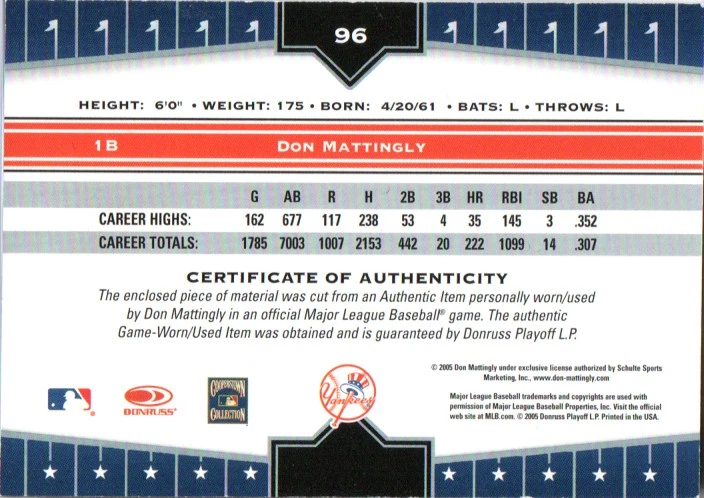 96
HEIGHT: 6'0" • WEIGHT: 175 • BORN: 4/20/61 • BATS: L • THROWS: L
1B DON MATTINGLY
G AB R H 2B 3B HR RBI SB BA
CAREER HIGHS: 162 677 117 238 53 4 35 145 3 .352
CAREER TOTALS: 1785 7003 1007 2153 442 20 222 1099 14 .307
CERTIFICATE OF AUTHENTICITY
The enclosed piece of material was cut from an Authentic Item personally worn/used
by Don Mattingly in an official Major League Baseball® game. The authentic
Game-Worn/Used Item was obtained and is guaranteed by Donruss Playoff L.P.
© 2005 Don Mattingly under exclusive license authorized by Schulte Sports
Marketing, Inc., www.don-mattingly.com
Major League Baseball trademarks and copyrights are used with
permission of Major League Baseball Properties, Inc. Visit the official
web site at MLB.com. © 2005 Donruss Playoff L.P. Printed in the USA.
DONRUSS
COOPERSTOWN
COLLECTION
Yankees